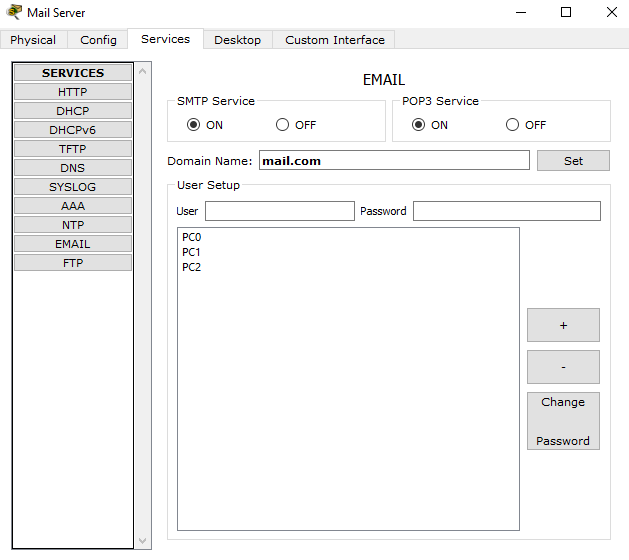 Mail Server
Physical Config Services Desktop Custom Interface
SERVICES
HTTP
DHCP
DHCPv6
TFTP
DNS
SYSLOG
AAA
NTP
EMAIL
FTP
EMAIL
SMTP Service
ON OFF
POP3 Service
ON OFF
Domain Name: mail.com Set
User Setup
User Password
PC0
PC1
PC2
+
-
Change
Password